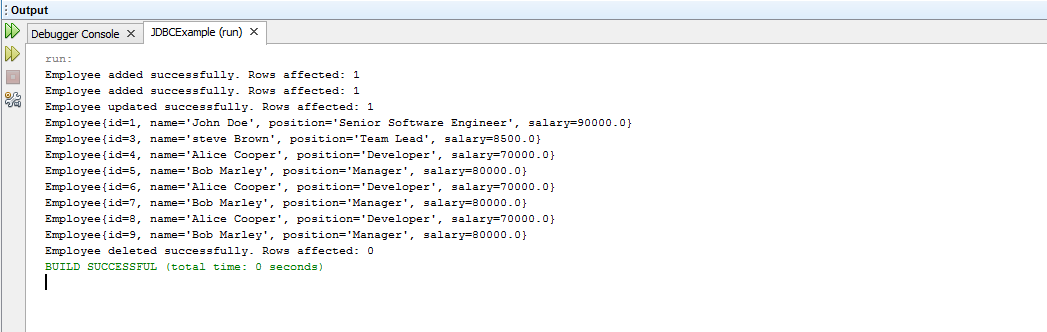 Output
Debugger Console
JDBCExample (run)
run:
Employee added successfully. Rows affected: 1
Employee added successfully. Rows affected: 1
Employee updated successfully. Rows affected: 1
Employee{id=1, name='John Doe', position='Senior Software Engineer', salary=90000.0}
Employee{id=3, name='steve Brown', position='Team Lead', salary=8500.0}
Employee{id=4, name='Alice Cooper', position='Developer', salary=70000.0}
Employee{id=5, name='Bob Marley', position='Manager', salary=80000.0}
Employee{id=6, name='Alice Cooper', position='Developer', salary=70000.0}
Employee{id=7, name='Bob Marley', position='Manager', salary=80000.0}
Employee{id=8, name='Alice Cooper', position='Developer', salary=70000.0}
Employee{id=9, name='Bob Marley', position='Manager', salary=80000.0}
Employee deleted successfully. Rows affected: 0
BUILD SUCCESSFUL (total time: 0 seconds)